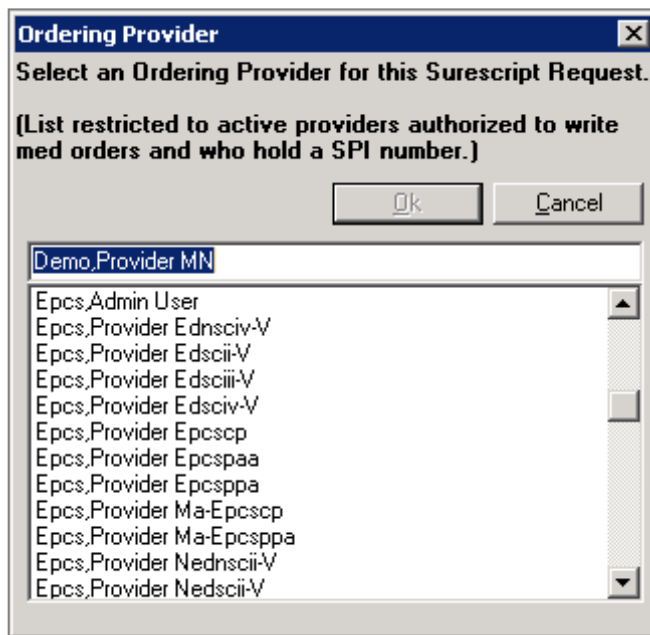 Ordering Provider
Select an Ordering Provider for this Surescript Request.
(List restricted to active providers authorized to write
med orders and who hold a SPI number.)
Ok
Cancel
Demo,Provider MN
Epcs,Admin User
Epcs,Provider Ednsciv-V
Epcs,Provider Edscii-V
Epcs,Provider Edsciii-V
Epcs,Provider Edsciv-V
Epcs,Provider Epcscp
Epcs,Provider Epcspaa
Epcs,Provider Epcsppa
Epcs,Provider Ma-Epcscp
Epcs,Provider Ma-Epcsppa
Epcs,Provider Nednscii-V
Epcs,Provider Nedscii-V